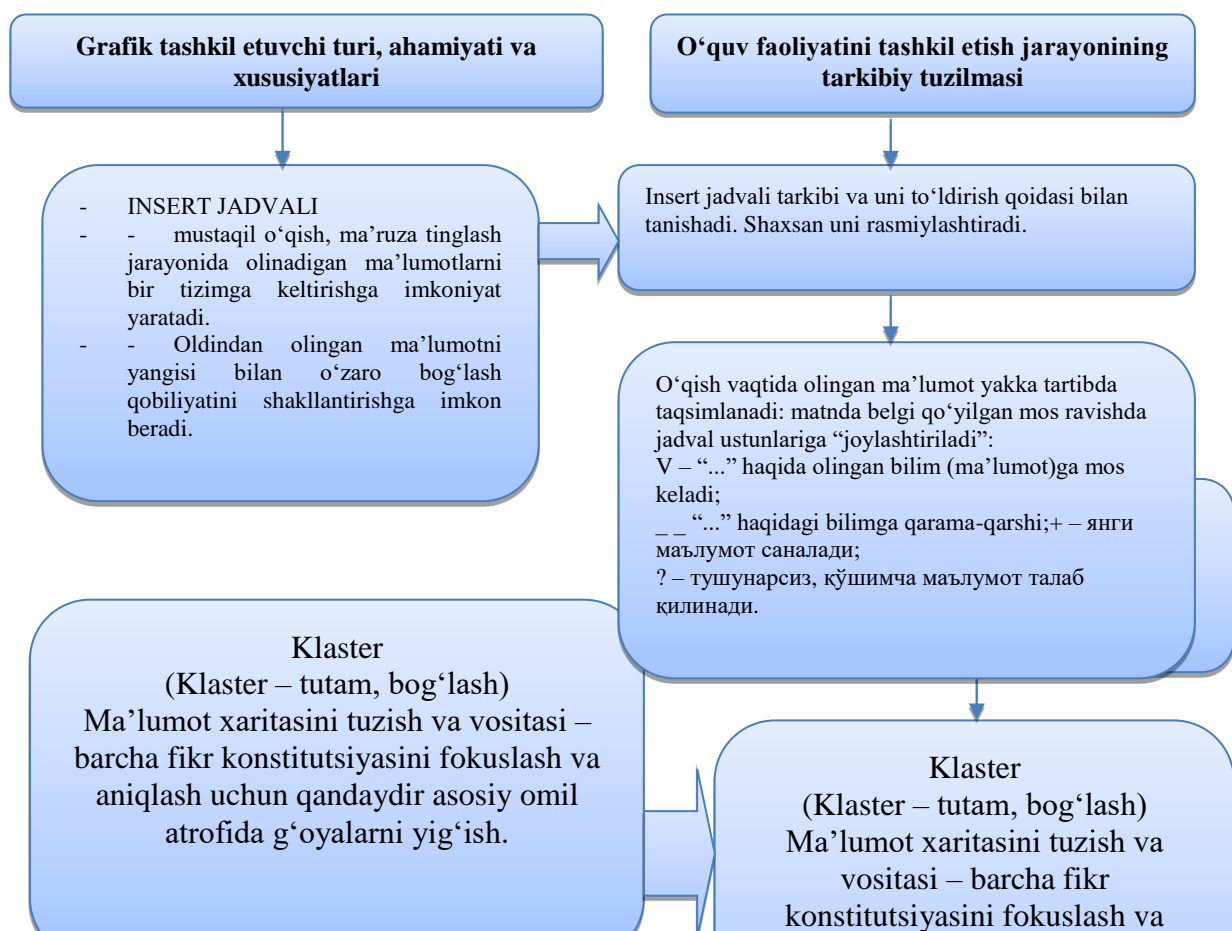 Grafik tashkil etuvchi turi, ahamiyati va
xususiyatlari
O‘quv faoliyatini tashkil etish jarayonining
tarkibiy tuzilmasi
- INSERT JADVALI
- - mustaqil o‘qish, ma’ruza tinglash
jarayonida olinadigan ma’lumotlarni
bir tizimga keltirishga imkoniyat
yaratadi.
- - Oldindan olingan ma’lumotni
yangisi bilan o‘zaro bog‘lash
qobiliyatini shakllantirishga imkon
beradi.
Insert jadvali tarkibi va uni to‘ldirish qoidasi bilan
tanishadi. Shaxsan uni rasmiylashtiradi.
O‘qish vaqtida olingan ma’lumot yakka tartibda
taqsimlanadi: matnda belgi qo‘yilgan mos ravishda
jadval ustunlariga “joylashtiriladi”:
V – “...” haqida olingan bilim (ma’lumot)ga mos
keladi;
_ _ “...” haqidagi bilimga qarama-qarshi;+ – янги
маълумот саналади;
? – тушунарсиз, қўшимча маълумот талаб
қилинади.
Klaster
(Klaster – tutam, bog‘lash)
Ma’lumot xaritasini tuzish va vositasi –
barcha fikr konstitutsiyasini fokuslash va
aniqlash uchun qandaydir asosiy omil
atrofida g‘oyalarni yig‘ish.
Klaster
(Klaster – tutam, bog‘lash)
Ma’lumot xaritasini tuzish va
vositasi – barcha fikr
konstitutsiyasini fokuslash va